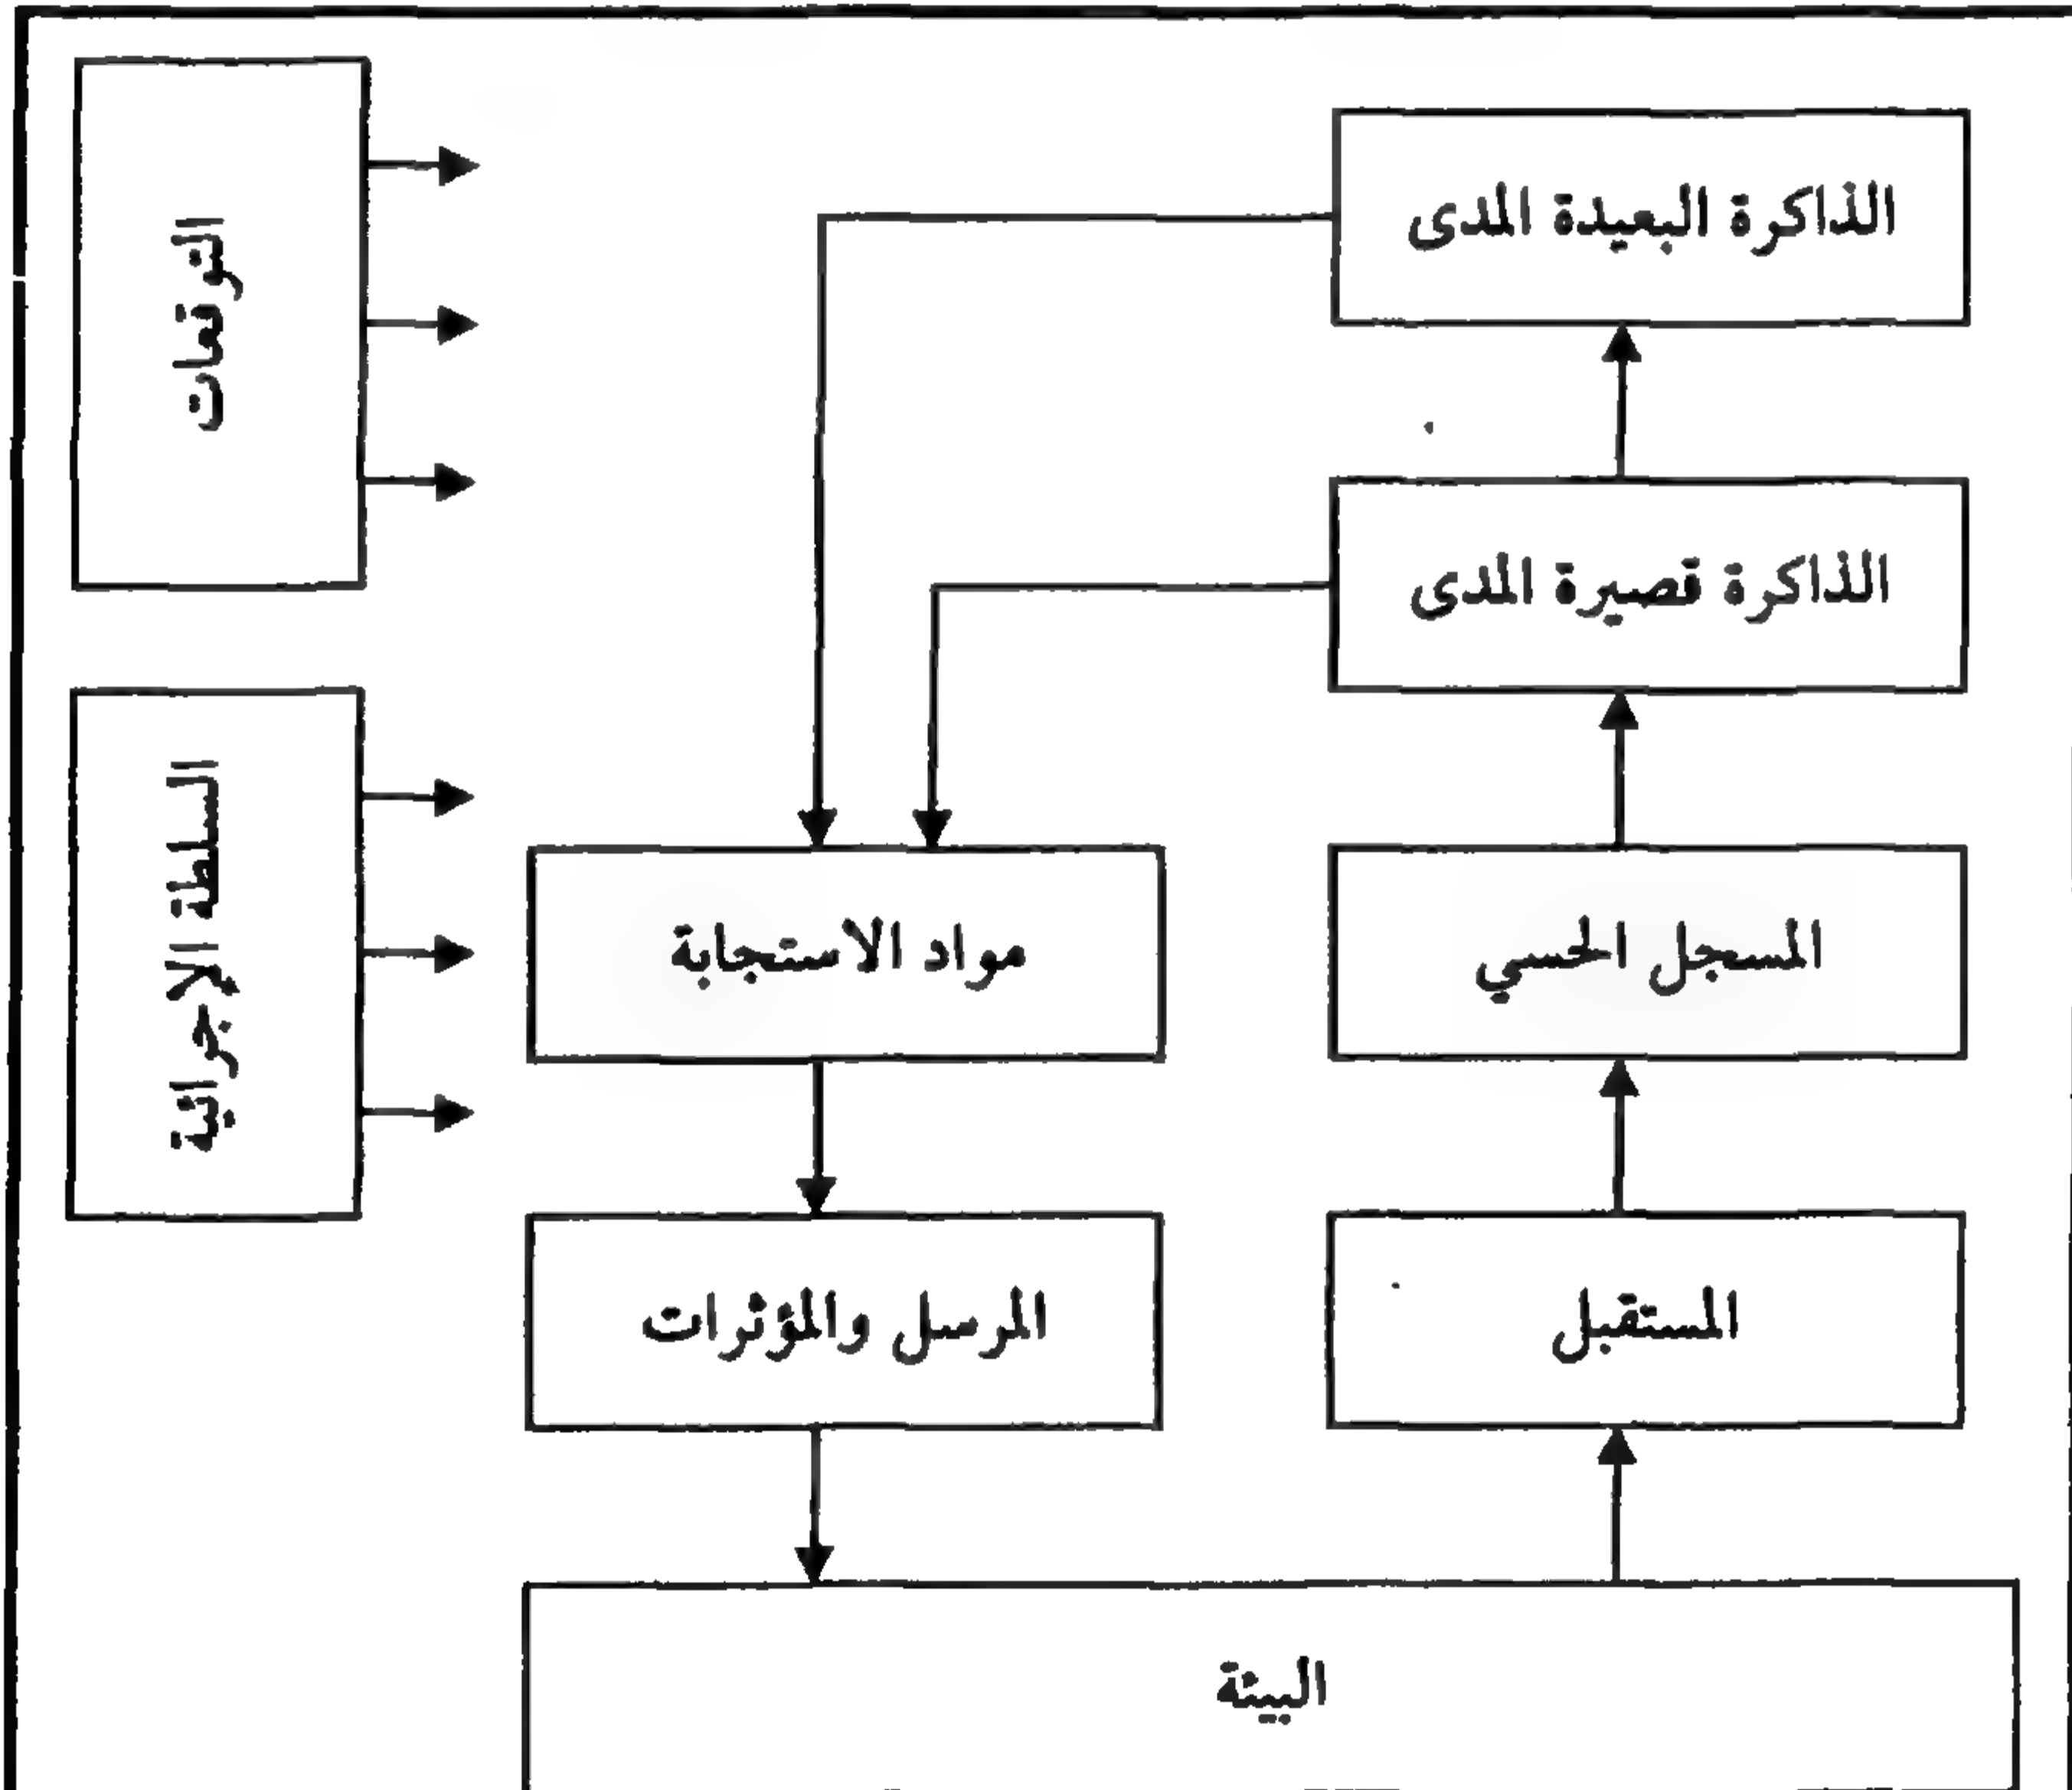 الذاكرة البعيدة المدى
التوقعات
الذاكرة قصيرة المدى
المسجل الحسي
مواد الاستجابة
السلطة الإجرائية
المستقبل
المرسل والمؤثرات
البيئة